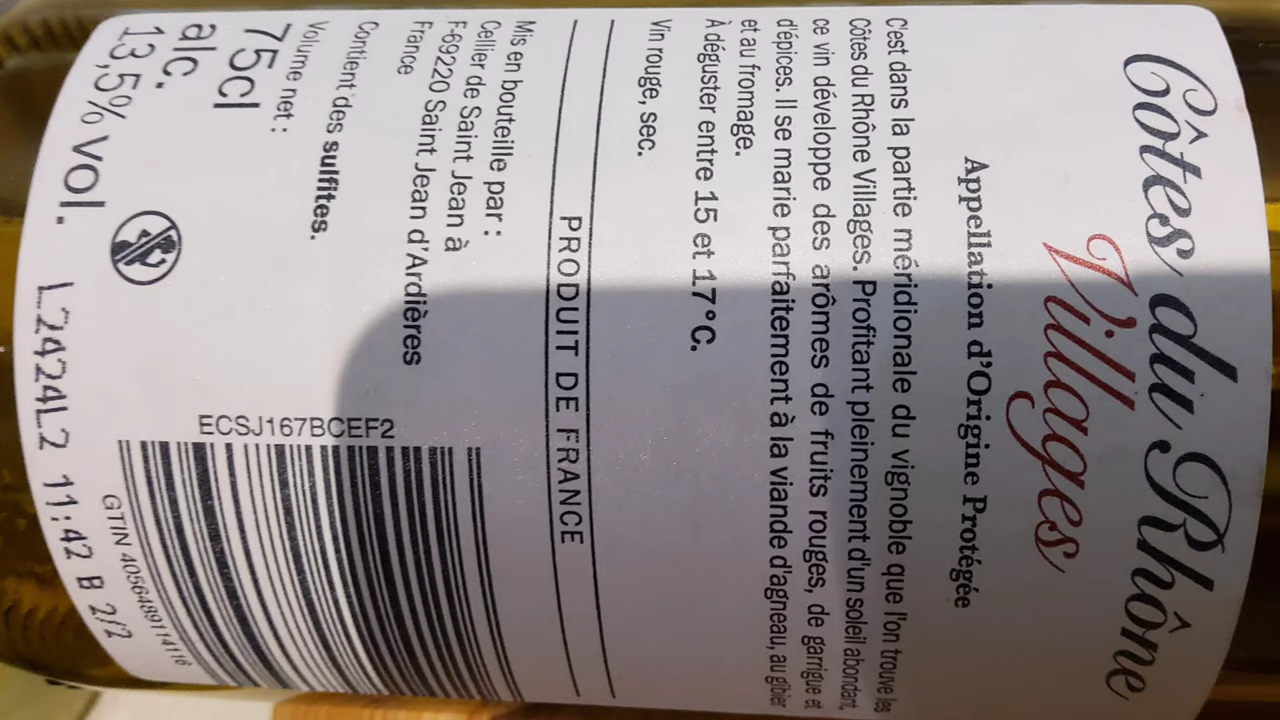 Côtes du Rhône
Villages
Appellation d'Origine Protégée
C'est dans la partie méridionale du vignoble que l'on trouve les
Côtes du Rhône Villages. Profitant pleinement d'un soleil abondant,
ce vin développe des arômes de fruits rouges, de garrigue et
d'épices. Il se marie parfaitement à la viande d'agneau, au gibier
et au fromage.
À déguster entre 15 et 17°C.
Vin rouge, sec.
PRODUIT DE FRANCE
Mis en bouteille par :
Cellier de Saint Jean à
F-69220 Saint Jean d'Ardières
France
Contient des sulfites.
Volume net :
75cl
alc.
13,5% vol.
ECSJ167BCEF2
GTIN 4056489114116
L2424L2 11:42 B 2/2